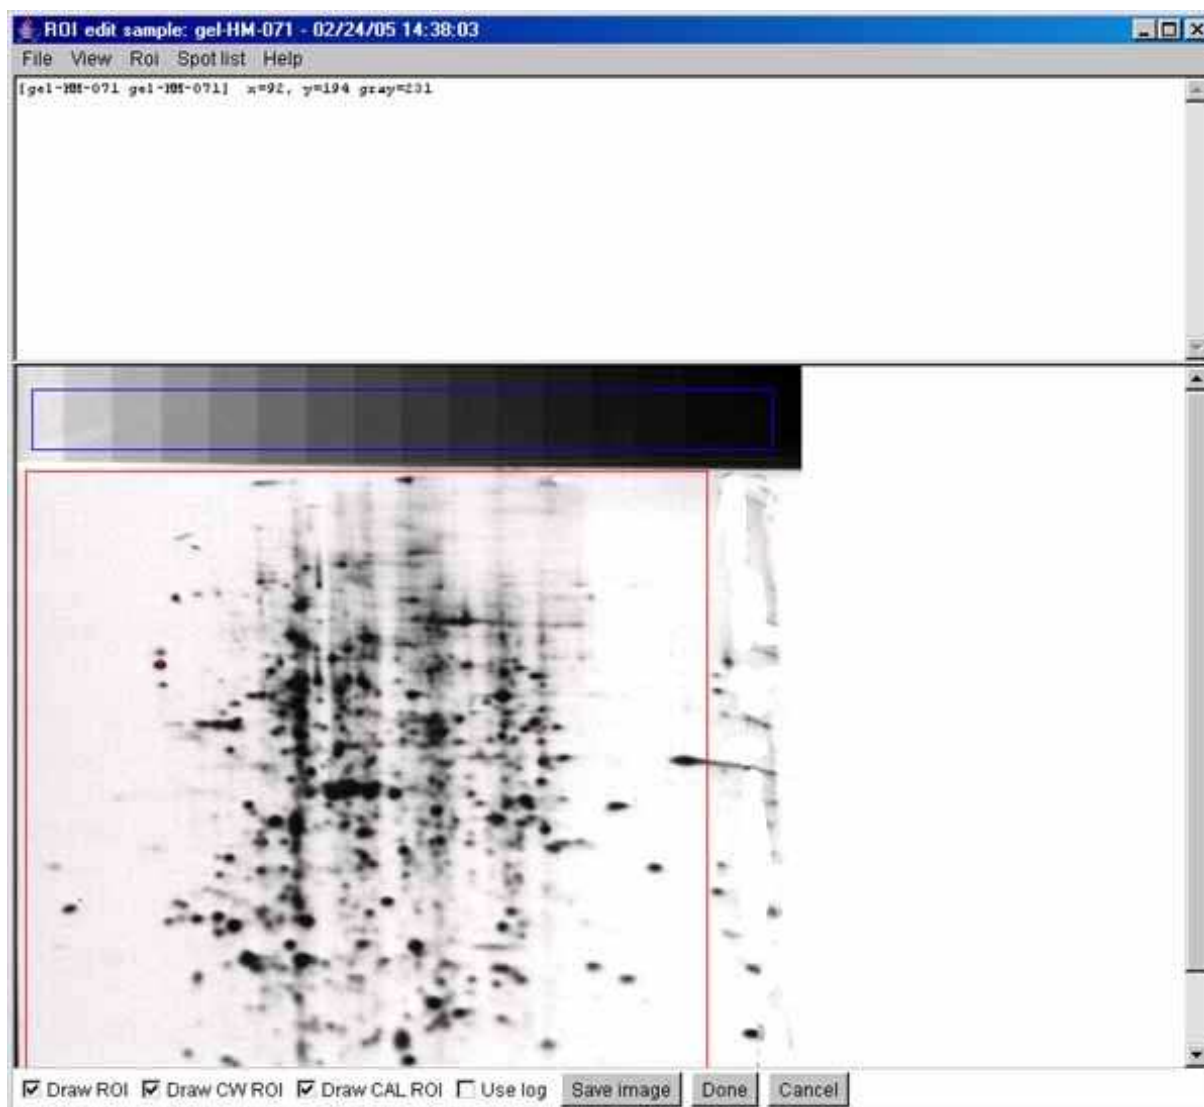 ROI edit sample: gel-HM-071 - 02/24/05 14:38:03
File View Roi Spot list Help
[gel-HM-071 gel-HM-071] x=92, y=194 gray=231
Draw ROI Draw CW ROI Draw CAL ROI Use log Save image Done Cancel